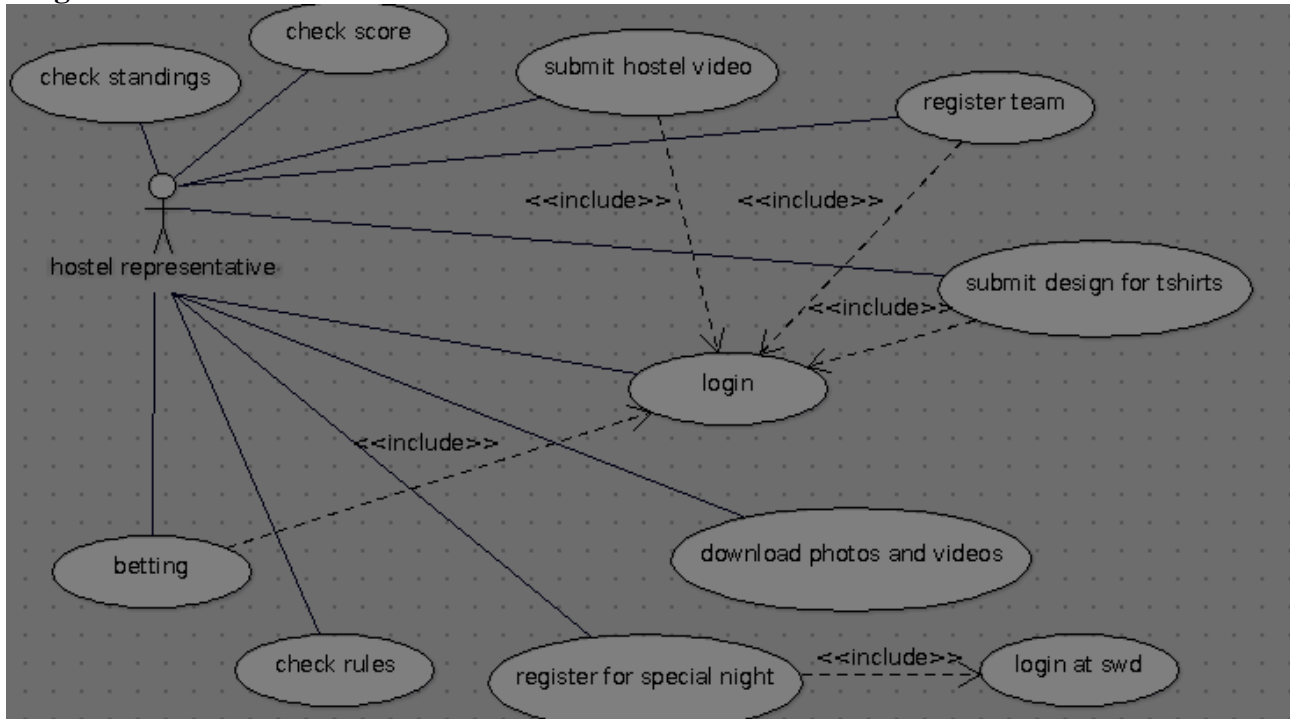 check score
check standings
submit hostel video
register team
<<include>>
<<include>>
hostel representative
submit design for tshirts
<<include>>
login
<<include>>
download photos and videos
betting
check rules
register for special night
<<include>>
login at swd